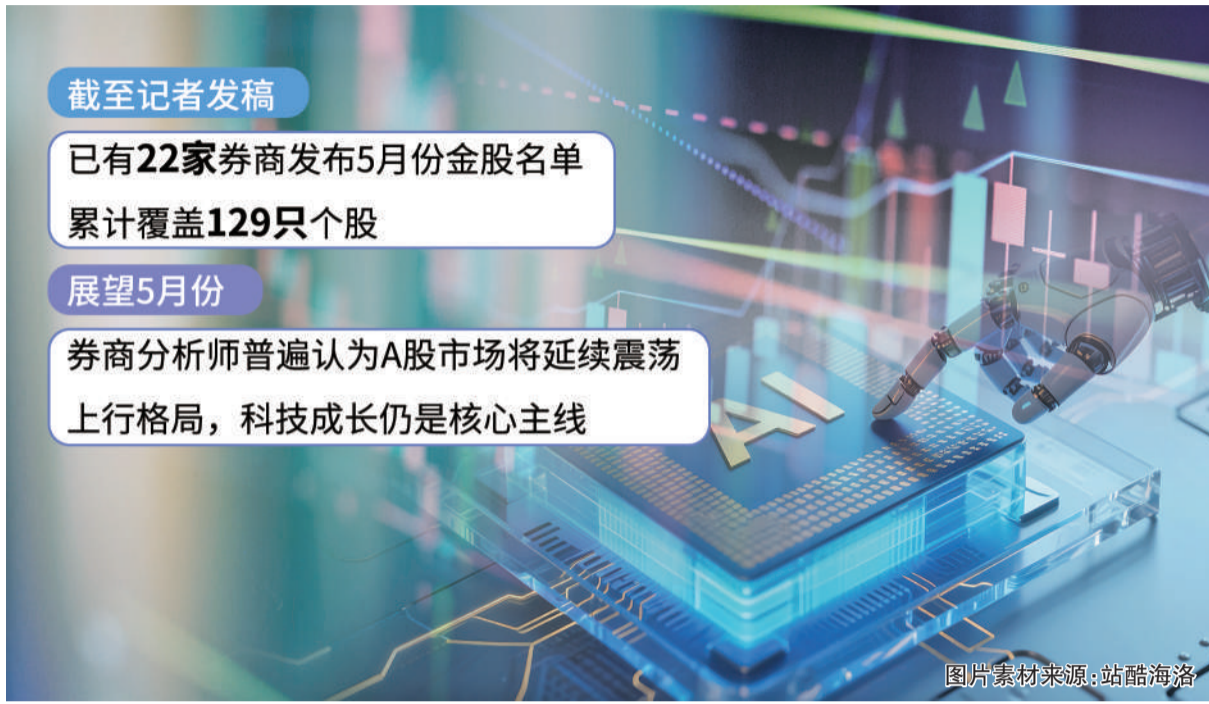 截至记者发稿
已有22家券商发布5月份金股名单
累计覆盖129只个股
展望5月份
券商分析师普遍认为A股市场将延续震荡
上行格局，科技成长仍是核心主线
AI
图片素材来源:站酷海洛